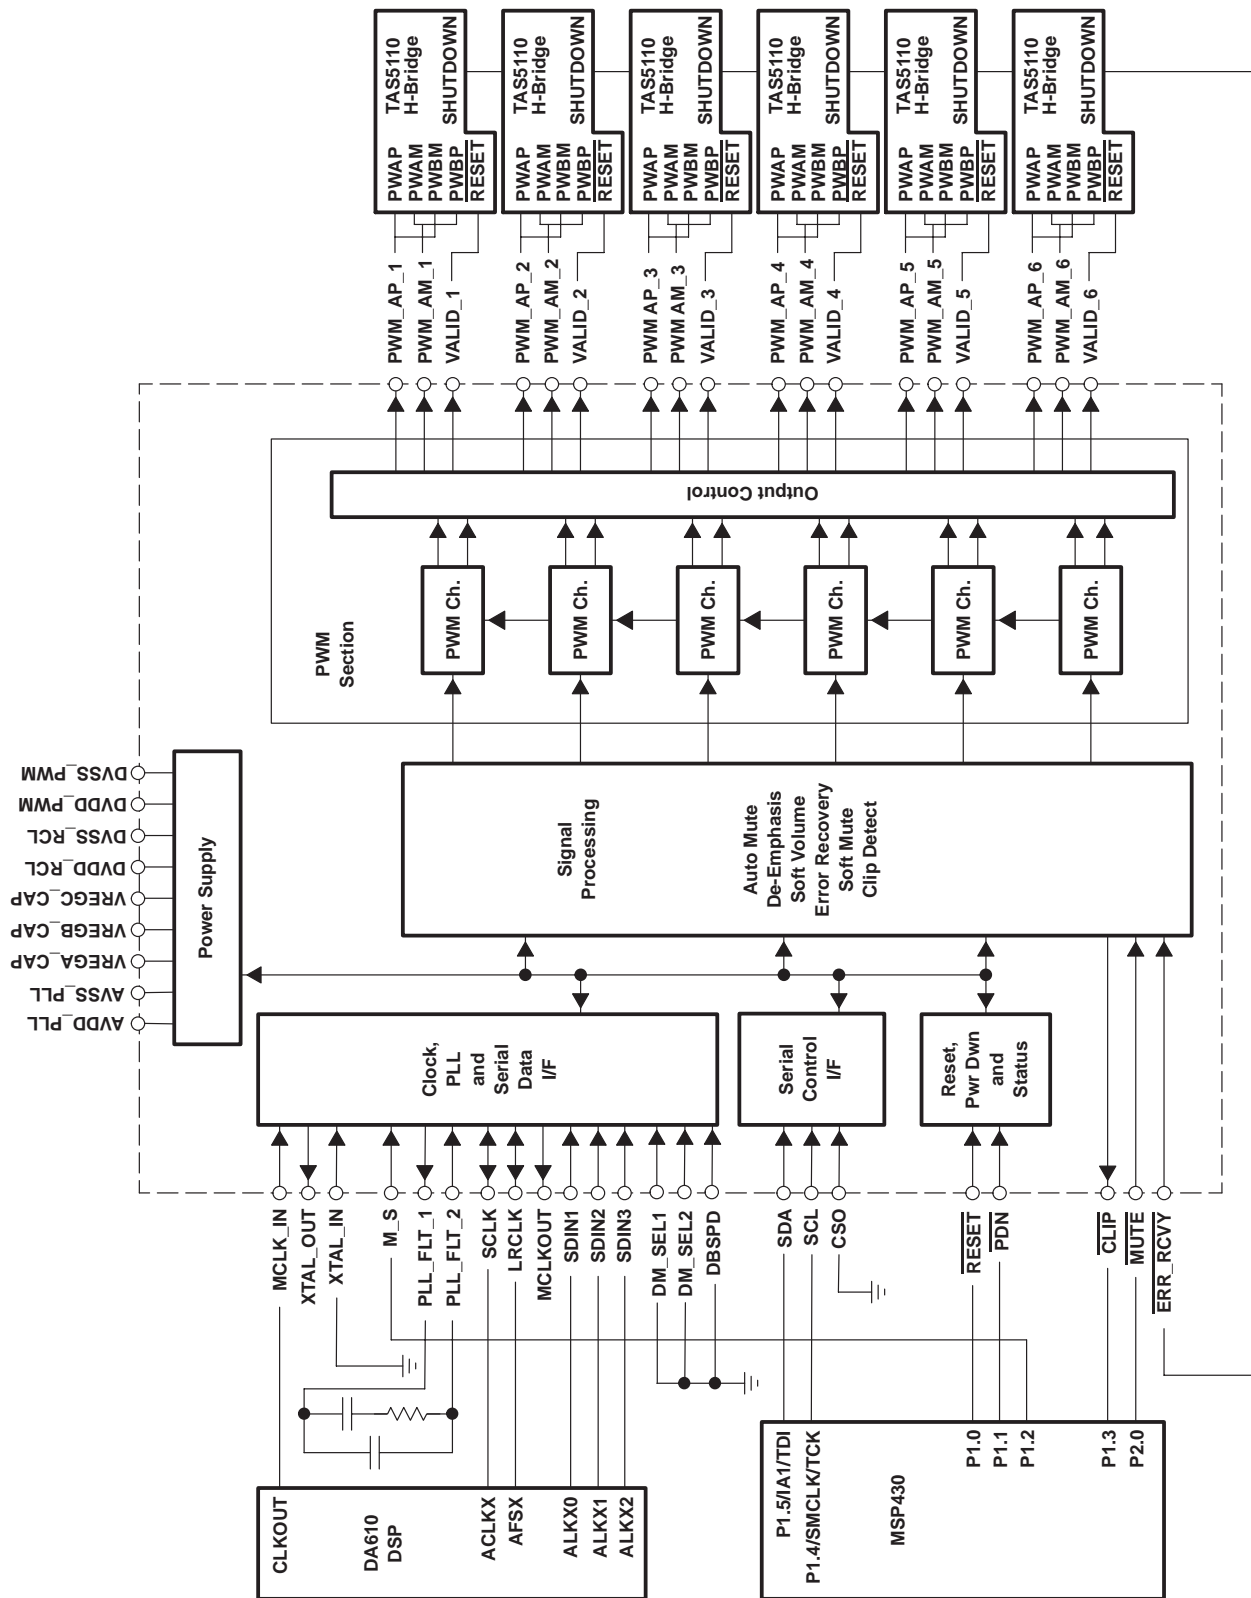 TAS5110
H-Bridge
PWAP
PWAM
PWBM
PWBP
RESET
SHUTDOWN
TAS5110
H-Bridge
PWAP
PWAM
PWBM
PWBP
RESET
SHUTDOWN
TAS5110
H-Bridge
PWAP
PWAM
PWBM
PWBP
RESET
SHUTDOWN
TAS5110
H-Bridge
PWAP
PWAM
PWBM
PWBP
RESET
SHUTDOWN
TAS5110
H-Bridge
PWAP
PWAM
PWBM
PWBP
RESET
SHUTDOWN
TAS5110
H-Bridge
PWAP
PWAM
PWBM
PWBP
RESET
SHUTDOWN
PWM_AP_1
PWM_AM_1
VALID_1
PWM_AP_2
PWM_AM_2
VALID_2
PWM AP_3
PWM AM_3
VALID_3
PWM_AP_4
PWM_AM_4
VALID_4
PWM_AP_5
PWM_AM_5
VALID_5
PWM_AP_6
PWM_AM_6
VALID_6
Output Control
PWM Ch.
PWM Ch.
PWM Ch.
PWM Ch.
PWM Ch.
PWM Ch.
PWM
Section
DVSS_PWM
DVDD_PWM
DVSS_RCL
DVDD_RCL
VREGC_CAP
VREGB_CAP
VREGA_CAP
AVSS_PLL
AVDD_PLL
Power Supply
Signal
Processing
Auto Mute
De-Emphasis
Soft Volume
Error Recovery
Soft Mute
Clip Detect
Clock,
PLL
and
Serial
Data
I/F
Serial
Control
I/F
Reset,
Pwr Dwn
and
Status
MCLK_IN
XTAL_OUT
XTAL_IN
M_S
PLL_FLT_1
PLL_FLT_2
SCLK
LRCLK
MCLKOUT
SDIN1
SDIN2
SDIN3
DM_SEL1
DM_SEL2
DBSPD
SDA
SCL
CSO
RESET
PDN
CLIP
MUTE
ERR_RCVY
CLKOUT
DA610
DSP
ACLKX
AFSX
ALKX0
ALKX1
ALKX2
P1.5/IA1/TDI
P1.4/SMCLK/TCK
MSP430
P1.0
P1.1
P1.2
P1.3
P2.0